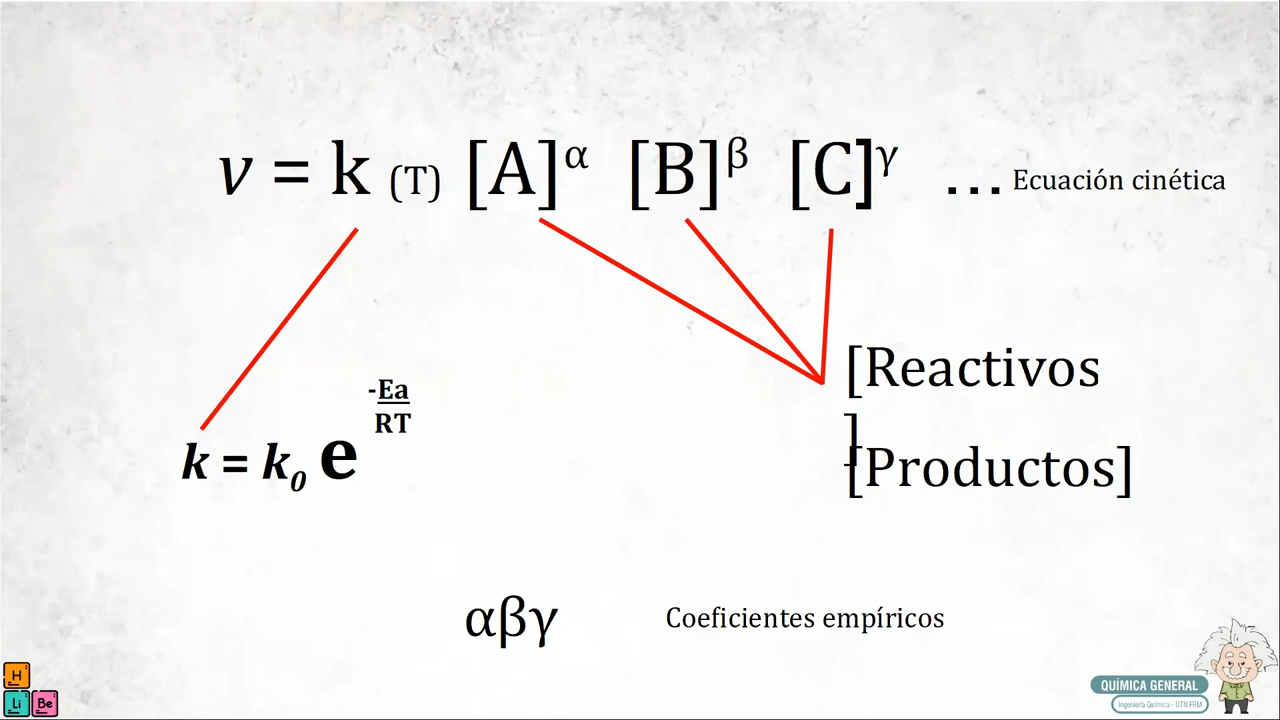 v = k (T) [A]^α [B]^β [C]^γ ... Ecuación cinética
[Reactivos
]
[Productos]
k = k₀ e^(-Ea/RT)
αβγ Coeficientes empíricos
H
Li Be
QUÍMICA GENERAL
Ingeniería Química - UTN FRM